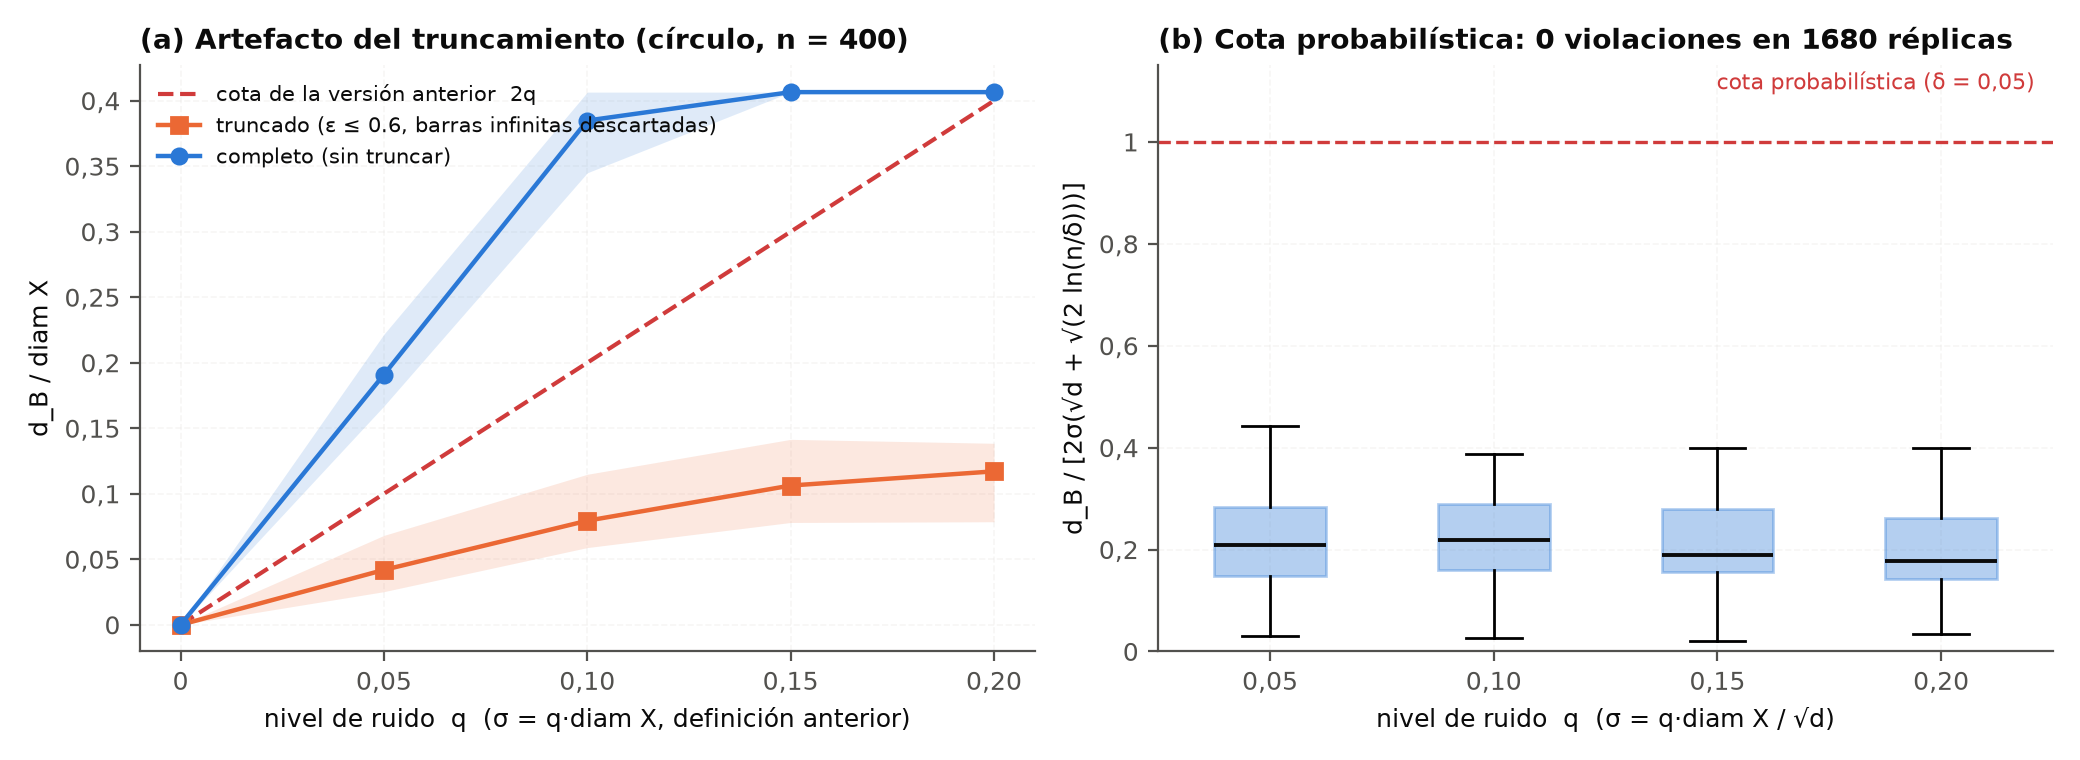 (a) Artefacto del truncamiento (círculo, n = 400)
cota de la versión anterior  2q
truncado (ε ≤ 0.6, barras infinitas descartadas)
completo (sin truncar)
d_B / diam X
0,4
0,35
0,3
0,25
0,2
0,15
0,1
0,05
0
0
0,05
0,10
0,15
0,20
nivel de ruido  q  (σ = q·diam X, definición anterior)
(b) Cota probabilística: 0 violaciones en 1680 réplicas
cota probabilística (δ = 0,05)
d_B / [2σ(√d + √(2 ln(n/δ)))]
1
0,8
0,6
0,4
0,2
0
0,05
0,10
0,15
0,20
nivel de ruido  q  (σ = q·diam X / √d)